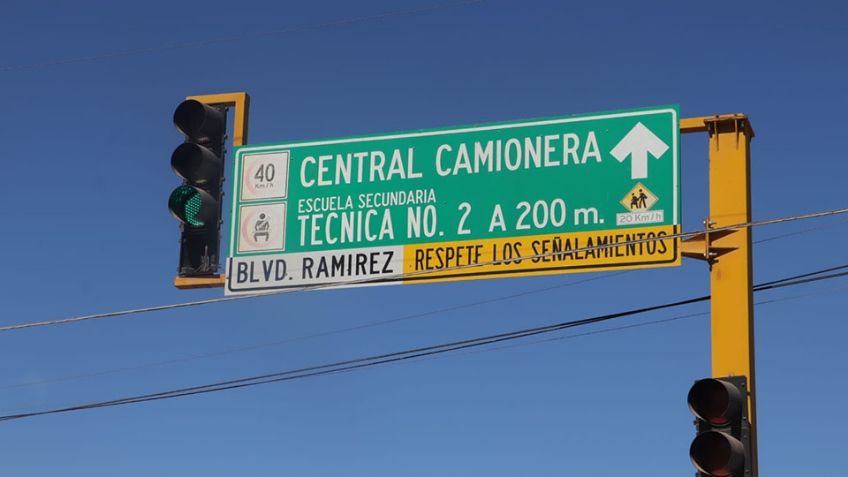 40
Km/h
CENTRAL CAMIONERA
ESCUELA SECUNDARIA
TECNICA NO. 2 A 200 m.
20 Km/h
BLVD. RAMIREZ
RESPETE LOS SEÑALAMIENTOS